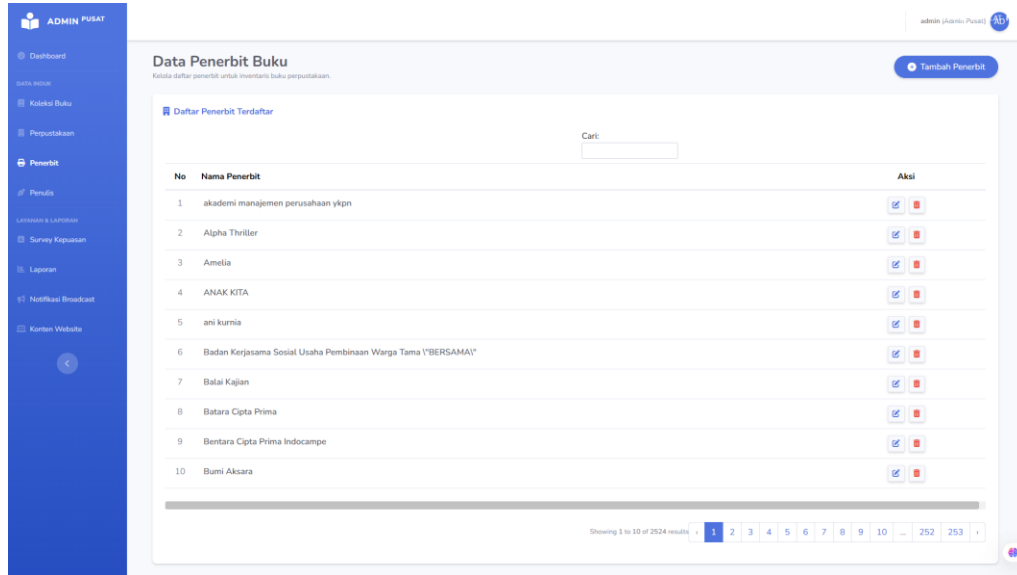 ADMIN PUSAT
admin (Admin Pusat)
Dashboard
DATA INDUK
Koleksi Buku
Perpustakaan
Penerbit
Penulis
LAYANAN & LAPORAN
Survey Kepuasan
Laporan
Notifikasi Broadcast
Konten Website
Data Penerbit Buku
Kelola daftar penerbit untuk inventaris buku perpustakaan.
Tambah Penerbit
Daftar Penerbit Terdaftar
Cari:
No Nama Penerbit Aksi
1 akademi manajemen perusahaan ykpn
2 Alpha Thriller
3 Amelia
4 ANAK KITA
5 ani kurnia
6 Badan Kerjasama Sosial Usaha Pembinaan Warga Tama \"BERSAMA\"
7 Balai Kajian
8 Batara Cipta Prima
9 Bentara Cipta Prima Indocampe
10 Bumi Aksara
Showing 1 to 10 of 2524 results ‹ 1 2 3 4 5 6 7 8 9 10 ... 252 253 ›